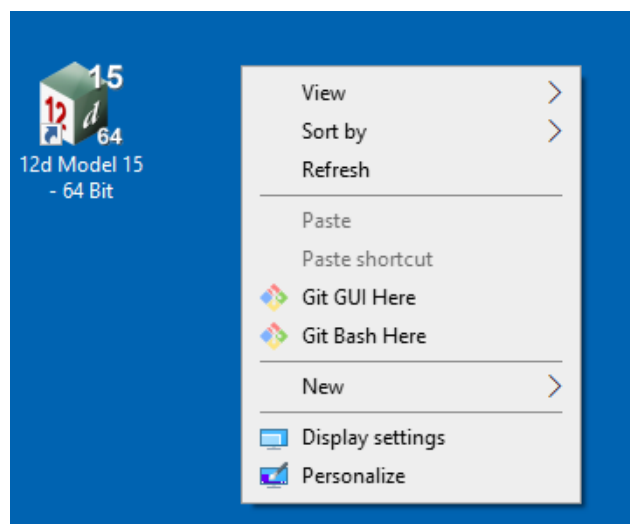 15
12
d
64
12d Model 15
- 64 Bit
View
Sort by
Refresh
Paste
Paste shortcut
Git GUI Here
Git Bash Here
New
Display settings
Personalize